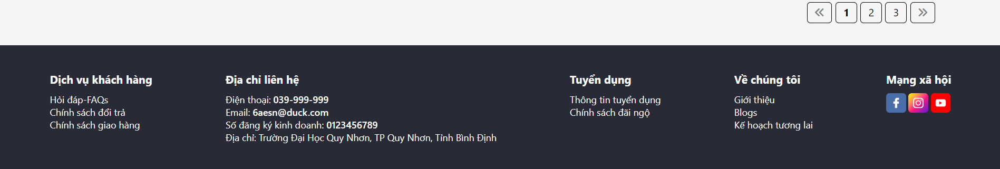 « 1 2 3 »
Dịch vụ khách hàng
Hỏi đáp-FAQs
Chính sách đổi trả
Chính sách giao hàng
Địa chỉ liên hệ
Điện thoại: 039-999-999
Email: 6aesn@duck.com
Số đăng ký kinh doanh: 0123456789
Địa chỉ: Trường Đại Học Quy Nhơn, TP Quy Nhơn, Tỉnh Bình Định
Tuyển dụng
Thông tin tuyển dụng
Chính sách đãi ngộ
Về chúng tôi
Giới thiệu
Blogs
Kế hoạch tương lai
Mạng xã hội